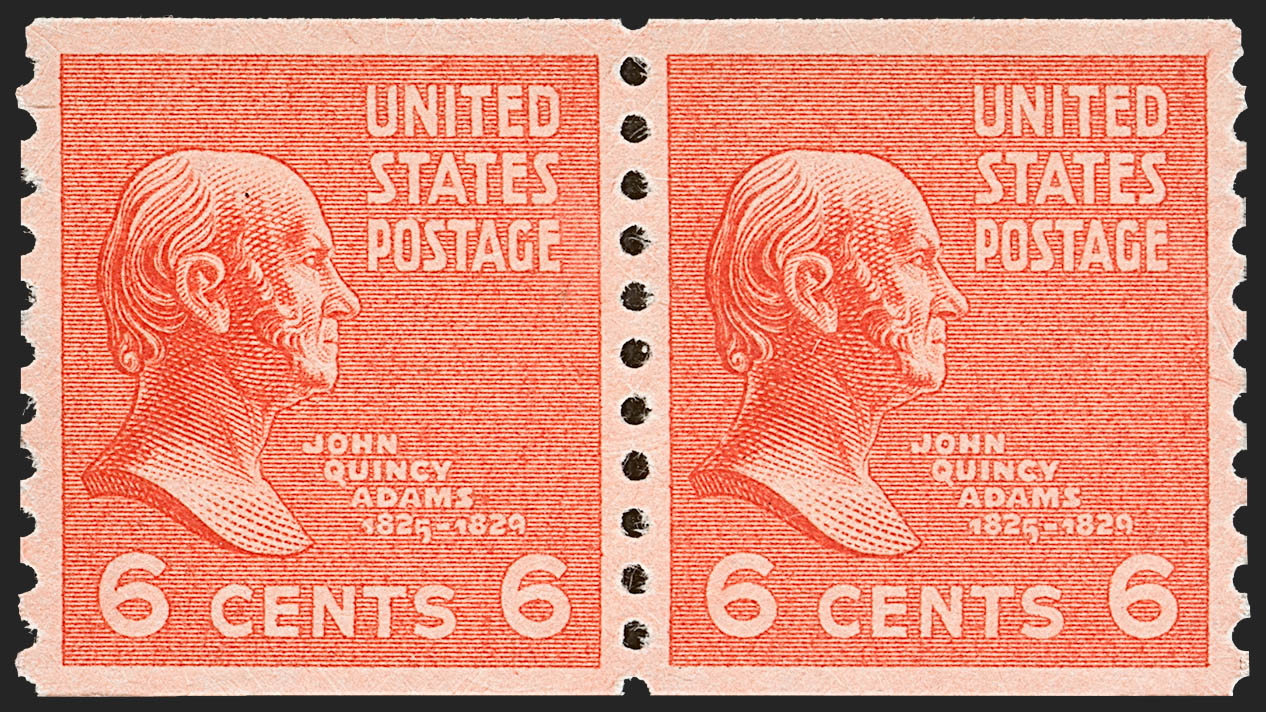 UNITED
STATES
POSTAGE
JOHN
QUINCY
ADAMS
1825-1829
6 CENTS 6
UNITED
STATES
POSTAGE
JOHN
QUINCY
ADAMS
1825-1829
6 CENTS 6